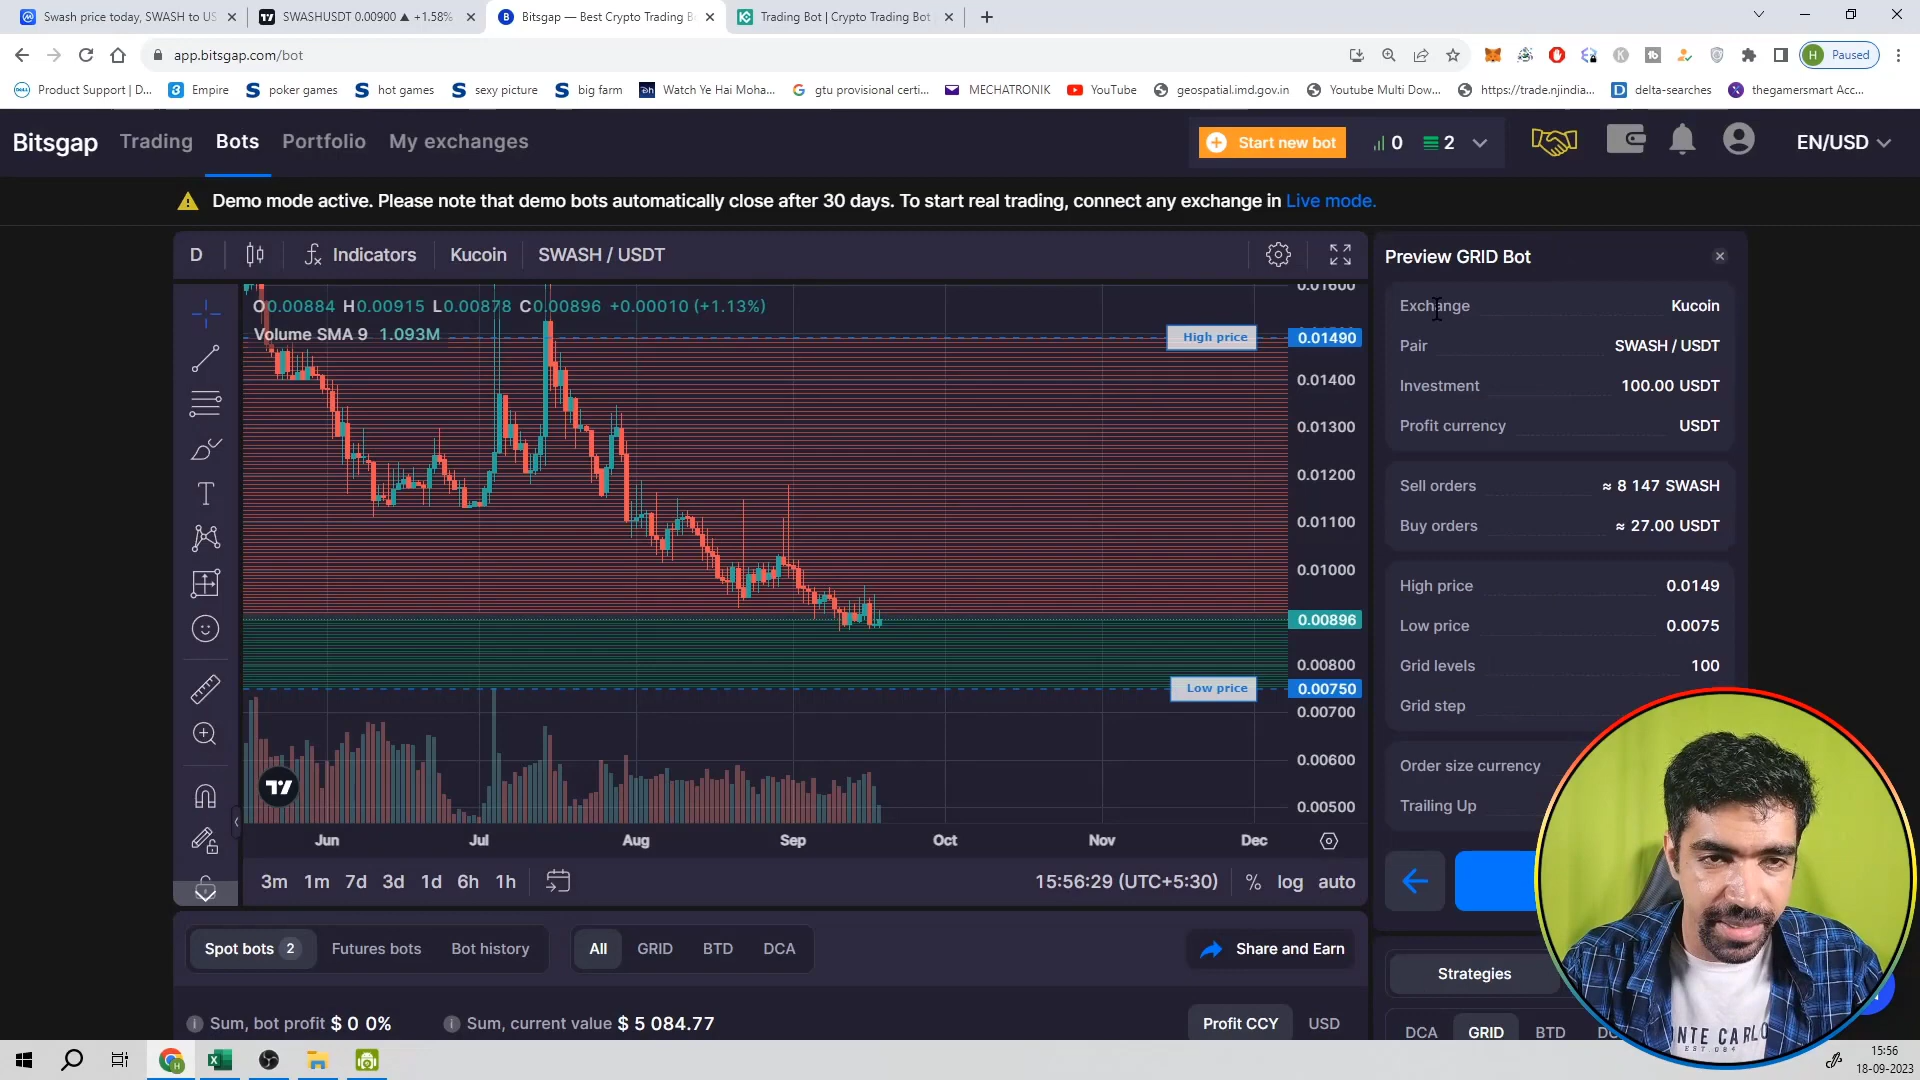 Swash price today, SWASH to US
SWASHUSDT 0.00900 ▲ +1.58%
Bitsgap — Best Crypto Trading B
Trading Bot | Crypto Trading Bot
app.bitsgap.com/bot
H Paused
Product Support | D...
Empire
poker games
hot games
sexy picture
big farm
Watch Ye Hai Moha...
gtu provisional certi...
MECHATRONIK
YouTube
geospatial.imd.gov.in
Youtube Multi Dow...
https://trade.njindia...
delta-searches
thegamersmart Acc...
Bitsgap Trading Bots Portfolio My exchanges
Start new bot 0 2 EN/USD
Demo mode active. Please note that demo bots automatically close after 30 days. To start real trading, connect any exchange in Live mode.
D Indicators Kucoin SWASH / USDT
O0.00884 H0.00915 L0.00878 C0.00896 +0.00010 (+1.13%)
Volume SMA 9 1.093M
High price
Low price
0.01600
0.01490
0.01400
0.01300
0.01200
0.01100
0.01000
0.00896
0.00800
0.00750
0.00700
0.00600
0.00500
Jun Jul Aug Sep Oct Nov Dec
3m 1m 7d 3d 1d 6h 1h
15:56:29 (UTC+5:30) % log auto
Preview GRID Bot
Exchange Kucoin
Pair SWASH / USDT
Investment 100.00 USDT
Profit currency USDT
Sell orders ≈ 8 147 SWASH
Buy orders ≈ 27.00 USDT
High price 0.0149
Low price 0.0075
Grid levels 100
Grid step
Order size currency
Trailing Up
Strategies
DCA GRID BTD
Spot bots 2 Futures bots Bot history
All GRID BTD DCA
Share and Earn
Sum, bot profit $ 0 0%
Sum, current value $ 5 084.77
Profit CCY USD
15:56
18-09-2023